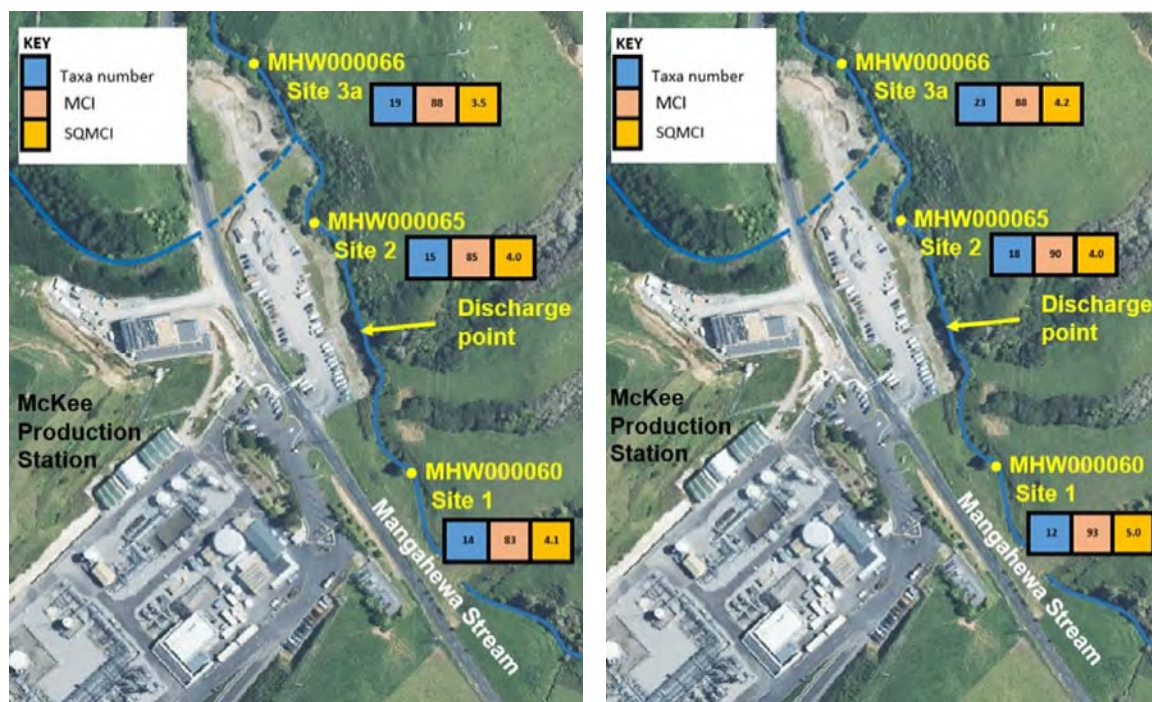 KEY
Taxa number
MCI
SQMCI
MHW000066
Site 3a
19 88 3.5
MHW000065
Site 2
15 85 4.0
Discharge
point
McKee
Production
Station
MHW000060
Site 1
14 83 4.1
Mangahewa Stream
KEY
Taxa number
MCI
SQMCI
MHW000066
Site 3a
23 88 4.2
MHW000065
Site 2
18 90 4.0
Discharge
point
McKee
Production
Station
MHW000060
Site 1
12 93 5.0
Mangahewa Stream